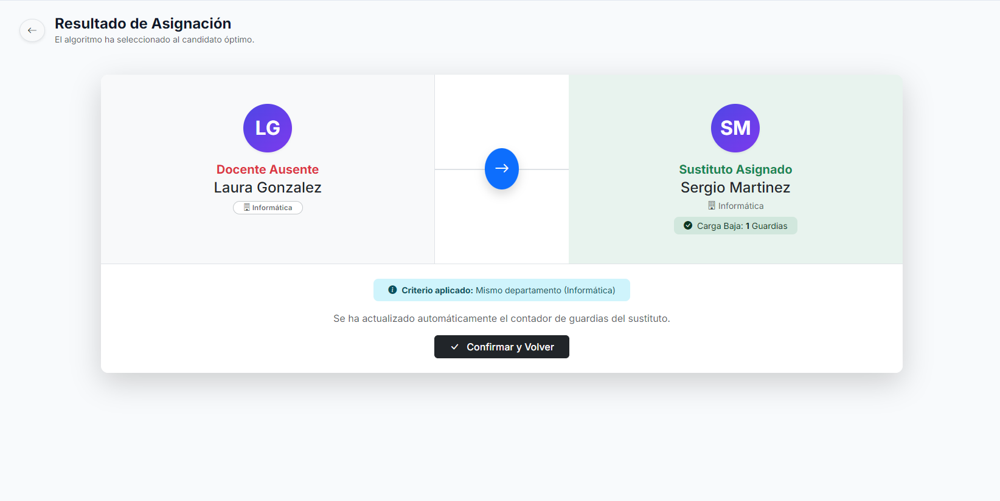 Resultado de Asignación
El algoritmo ha seleccionado al candidato óptimo.
LG
Docente Ausente
Laura Gonzalez
Informática
SM
Sustituto Asignado
Sergio Martinez
Informática
Carga Baja: 1 Guardias
Criterio aplicado: Mismo departamento (Informática)
Se ha actualizado automáticamente el contador de guardias del sustituto.
Confirmar y Volver